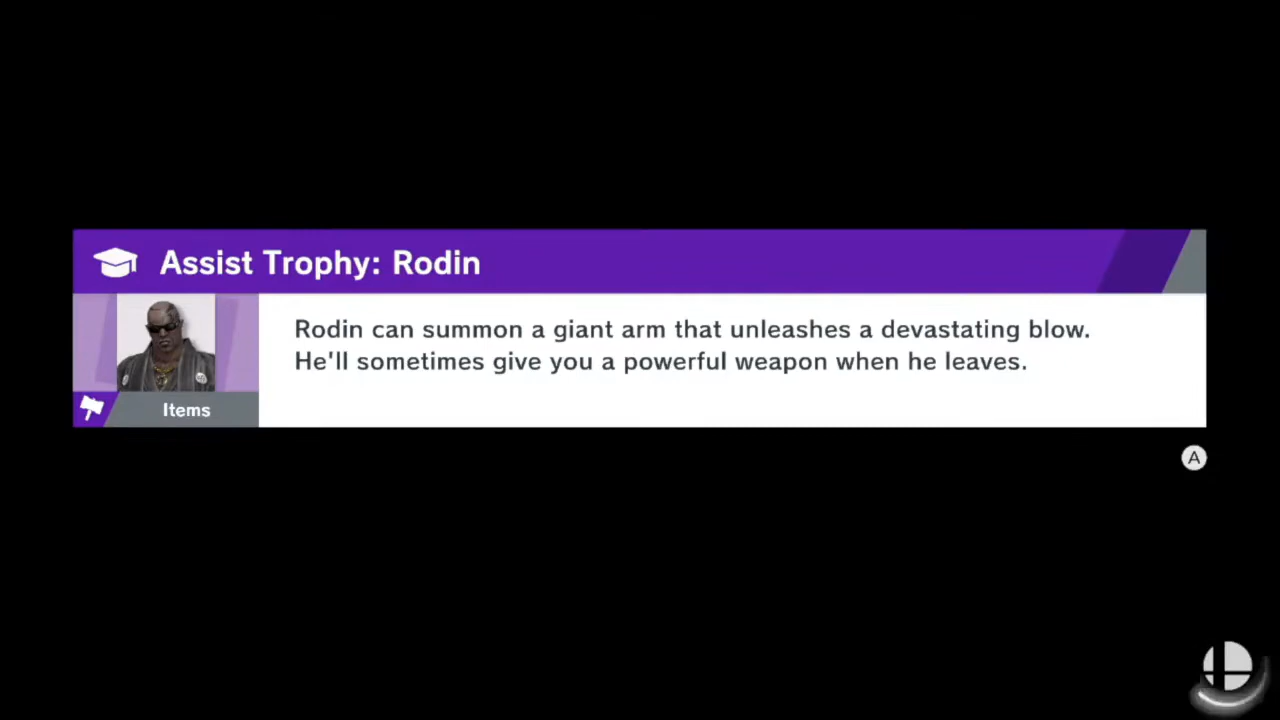 Assist Trophy: Rodin
Rodin can summon a giant arm that unleashes a devastating blow.
He'll sometimes give you a powerful weapon when he leaves.
Items
A